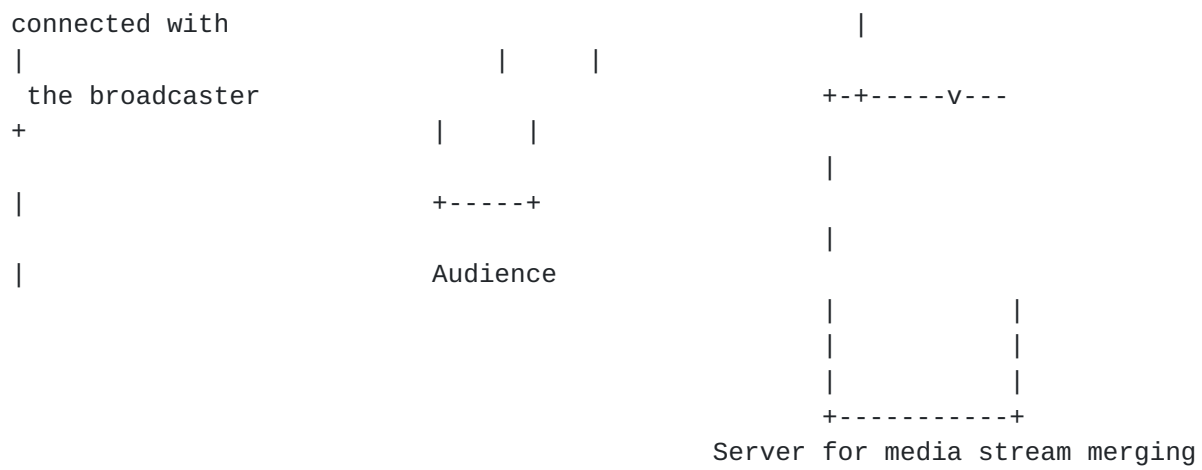 connected with |
| | |
the broadcaster +-+-----v---
+ | |
|
| +-----+
|
| Audience
| |
| |
| |
+-----------+
Server for media stream merging